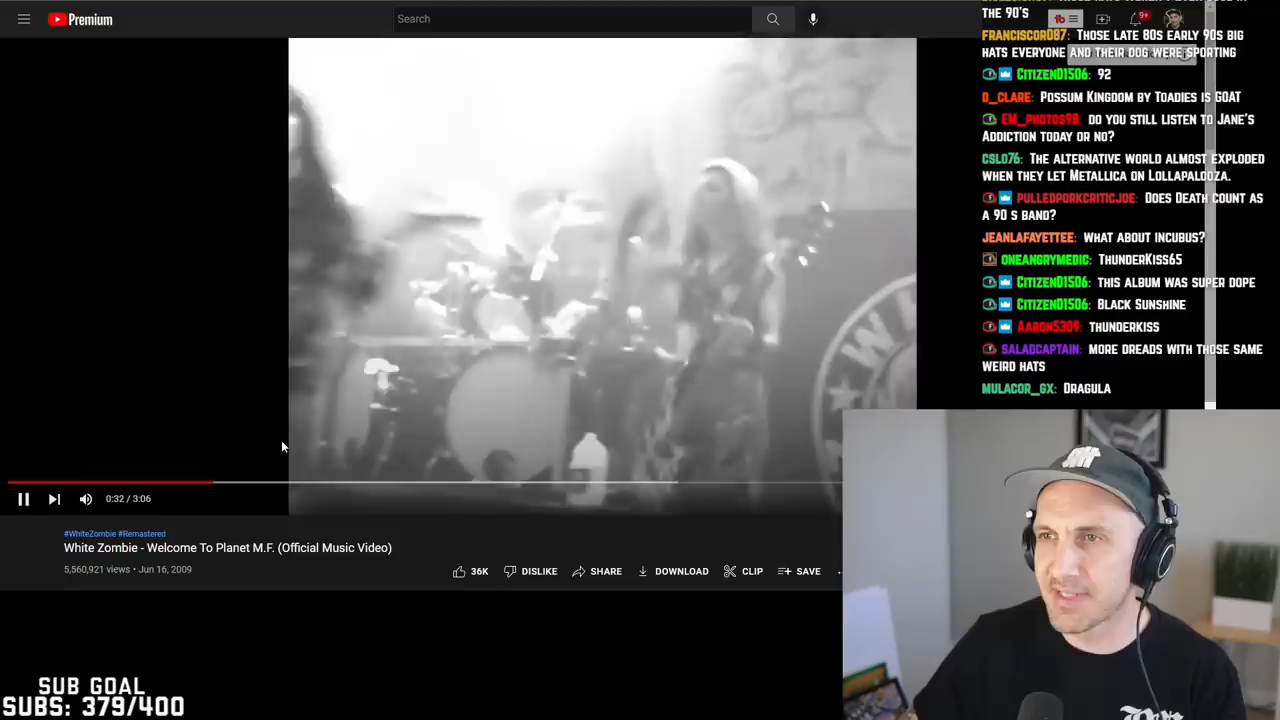 Premium
Search
9+
THE 90'S
FRANCISCOR087: THOSE LATE 80S EARLY 90S BIG
HATS EVERYONE AND THEIR DOG WERE SPORTING
CITIZEND1506: 92
D_CLARE: POSSUM KINGDOM BY TOADIES IS GOAT
EM_PHOTOS98: DO YOU STILL LISTEN TO JANE'S
ADDICTION TODAY OR NO?
CSLO76: THE ALTERNATIVE WORLD ALMOST EXPLODED
WHEN THEY LET METALLICA ON LOLLAPALOOZA.
PULLEDPORKCRITICJOE: DOES DEATH COUNT AS
A 90 S BAND?
JEANLAFAYETTEE: WHAT ABOUT INCUBUS?
ONEANGRYMEDIC: THUNDERKISS65
CITIZEND1506: THIS ALBUM WAS SUPER DOPE
CITIZEND1506: BLACK SUNSHINE
AARON5309: THUNDERKISS
SALADCAPTAIN: MORE DREADS WITH THOSE SAME
WEIRD HATS
MULACOR_GX: DRAGULA
0:32 / 3:06
#WhiteZombie #Remastered
White Zombie - Welcome To Planet M.F. (Official Music Video)
5,560,921 views • Jun 16, 2009
36K DISLIKE SHARE DOWNLOAD CLIP SAVE
SUB GOAL
SUBS: 379/400